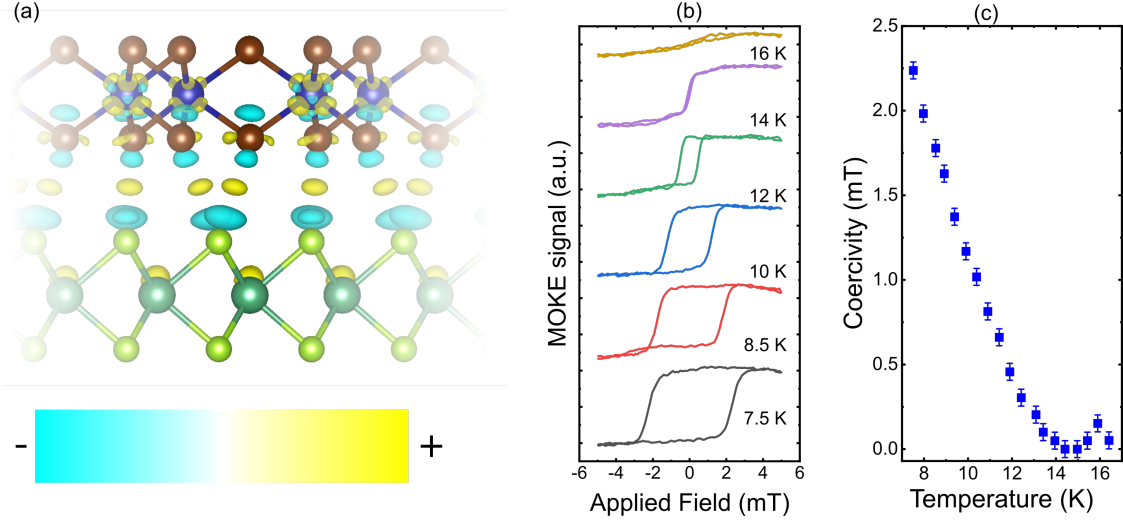 (a)
- +
(b)
MOKE signal (a.u.)
16 K
14 K
12 K
10 K
8.5 K
7.5 K
-6 -4 -2 0 2 4 6
Applied Field (mT)
(c)
Coercivity (mT)
2.5
2.0
1.5
1.0
0.5
0.0
8 10 12 14 16
Temperature (K)